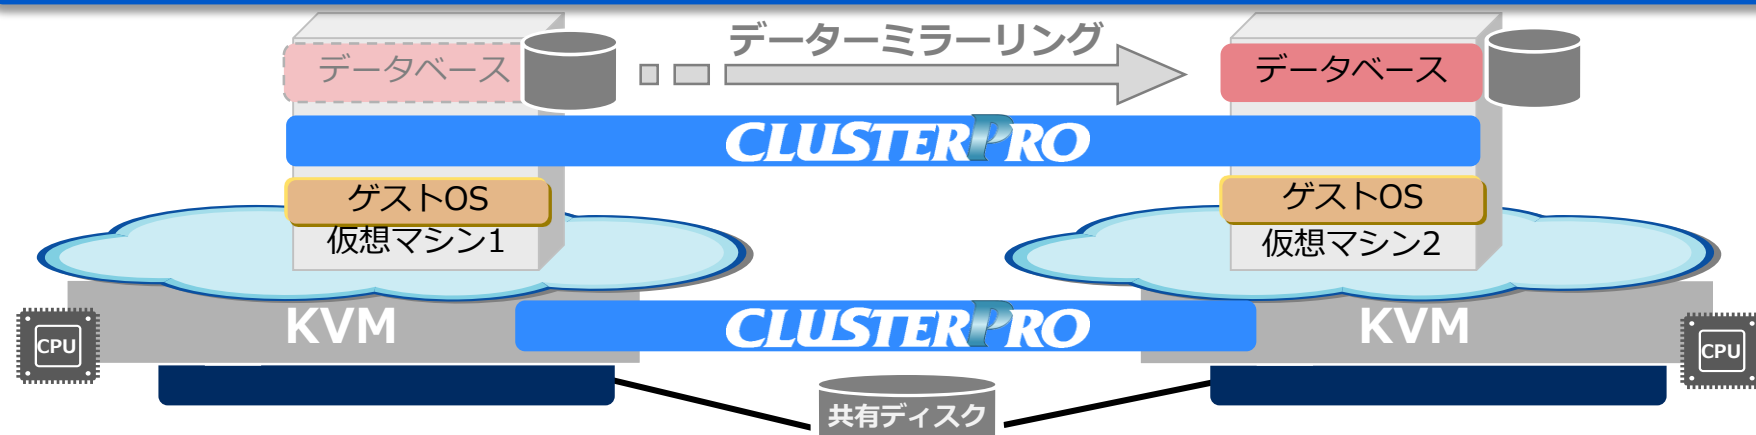 データーミラーリング
データベース
データベース
CLUSTERPRO
ゲストOS
ゲストOS
仮想マシン1
仮想マシン2
KVM
CLUSTERPRO
KVM
CPU
CPU
共有ディスク